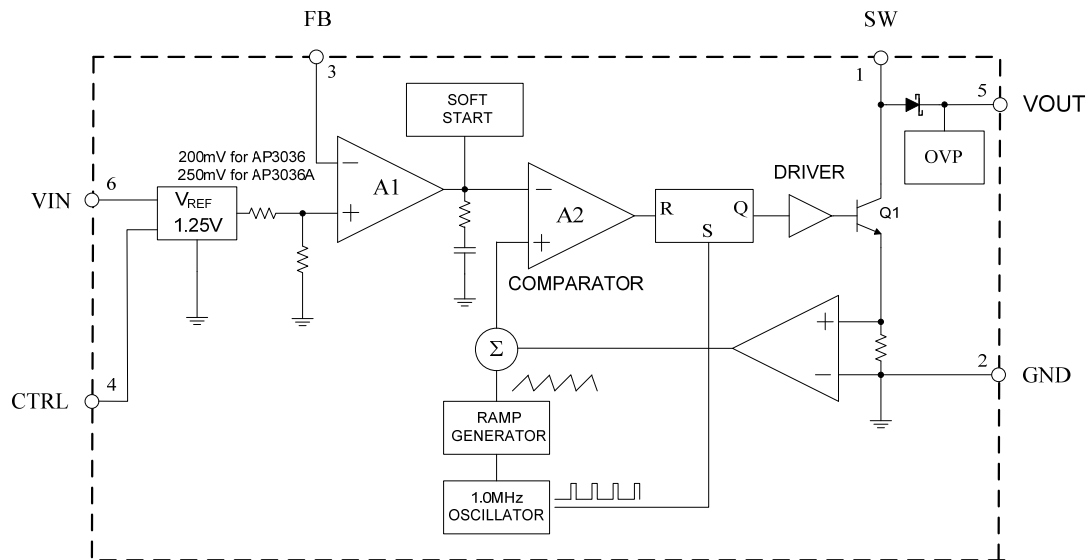 FB
SW
3
1
5
VOUT
SOFT
START
OVP
200mV for AP3036
250mV for AP3036A
A1
DRIVER
VIN
6
VREF
1.25V
A2
R
Q
S
Q1
COMPARATOR
Σ
2
GND
CTRL
4
RAMP
GENERATOR
1.0MHz
OSCILLATOR